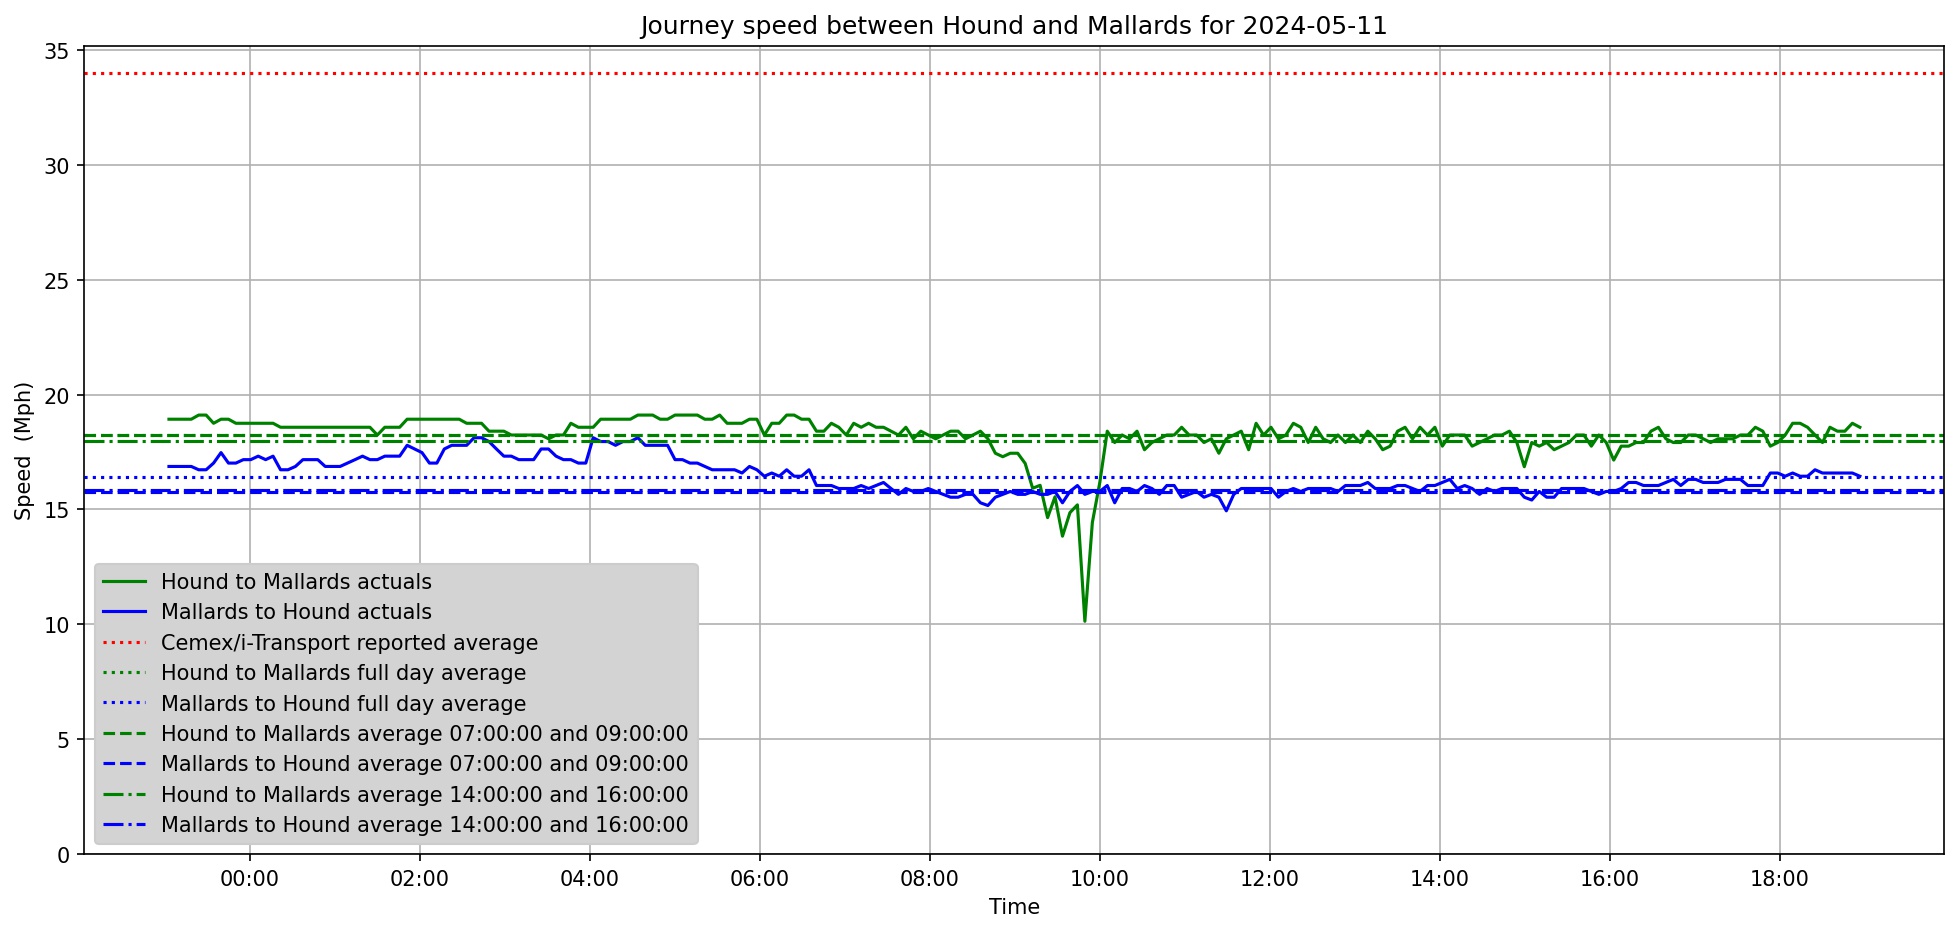 Journey speed between Hound and Mallards for 2024-05-11
35
30
25
20
15
10
5
0
Speed (Mph)
Hound to Mallards actuals
Mallards to Hound actuals
Cemex/i-Transport reported average
Hound to Mallards full day average
Mallards to Hound full day average
Hound to Mallards average 07:00:00 and 09:00:00
Mallards to Hound average 07:00:00 and 09:00:00
Hound to Mallards average 14:00:00 and 16:00:00
Mallards to Hound average 14:00:00 and 16:00:00
00:00 02:00 04:00 06:00 08:00 10:00 12:00 14:00 16:00 18:00
Time